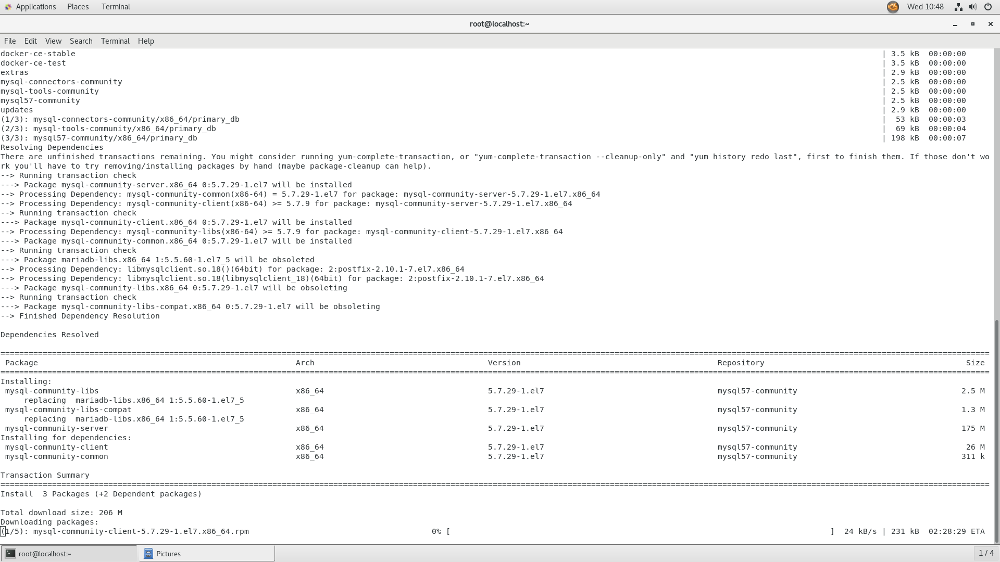 Applications Places Terminal Wed 10:48
root@localhost:~
File Edit View Search Terminal Help
docker-ce-stable | 3.5 kB 00:00:00
docker-ce-test | 3.5 kB 00:00:00
extras | 2.9 kB 00:00:00
mysql-connectors-community | 2.5 kB 00:00:00
mysql-tools-community | 2.5 kB 00:00:00
mysql57-community | 2.5 kB 00:00:00
updates | 2.9 kB 00:00:00
(1/3): mysql-connectors-community/x86_64/primary_db | 53 kB 00:00:03
(2/3): mysql-tools-community/x86_64/primary_db | 69 kB 00:00:04
(3/3): mysql57-community/x86_64/primary_db | 198 kB 00:00:07
Resolving Dependencies
There are unfinished transactions remaining. You might consider running yum-complete-transaction, or "yum-complete-transaction --cleanup-only" and "yum history redo last", first to finish them. If those don't wo
rk you'll have to try removing/installing packages by hand (maybe package-cleanup can help).
--> Running transaction check
---> Package mysql-community-server.x86_64 0:5.7.29-1.el7 will be installed
--> Processing Dependency: mysql-community-common(x86-64) = 5.7.29-1.el7 for package: mysql-community-server-5.7.29-1.el7.x86_64
--> Processing Dependency: mysql-community-client(x86-64) >= 5.7.9 for package: mysql-community-server-5.7.29-1.el7.x86_64
--> Running transaction check
---> Package mysql-community-client.x86_64 0:5.7.29-1.el7 will be installed
--> Processing Dependency: mysql-community-libs(x86-64) >= 5.7.9 for package: mysql-community-client-5.7.29-1.el7.x86_64
---> Package mysql-community-common.x86_64 0:5.7.29-1.el7 will be installed
--> Running transaction check
---> Package mariadb-libs.x86_64 1:5.5.60-1.el7_5 will be obsoleted
--> Processing Dependency: libmysqlclient.so.18()(64bit) for package: 2:postfix-2.10.1-7.el7.x86_64
--> Processing Dependency: libmysqlclient.so.18(libmysqlclient_18)(64bit) for package: 2:postfix-2.10.1-7.el7.x86_64
---> Package mysql-community-libs.x86_64 0:5.7.29-1.el7 will be obsoleting
--> Running transaction check
---> Package mysql-community-libs-compat.x86_64 0:5.7.29-1.el7 will be obsoleting
--> Finished Dependency Resolution
Dependencies Resolved
Package Arch Version Repository Size
Installing:
mysql-community-libs x86_64 5.7.29-1.el7 mysql57-community 2.5 M
replacing mariadb-libs.x86_64 1:5.5.60-1.el7_5
mysql-community-libs-compat x86_64 5.7.29-1.el7 mysql57-community 1.3 M
replacing mariadb-libs.x86_64 1:5.5.60-1.el7_5
mysql-community-server x86_64 5.7.29-1.el7 mysql57-community 175 M
Installing for dependencies:
mysql-community-client x86_64 5.7.29-1.el7 mysql57-community 26 M
mysql-community-common x86_64 5.7.29-1.el7 mysql57-community 311 k
Transaction Summary
Install 3 Packages (+2 Dependent packages)
Total download size: 206 M
Downloading packages:
(1/5): mysql-community-client-5.7.29-1.el7.x86_64.rpm 0% [ ] 24 kB/s | 231 kB 02:28:29 ETA
root@localhost:~ Pictures 1 / 4